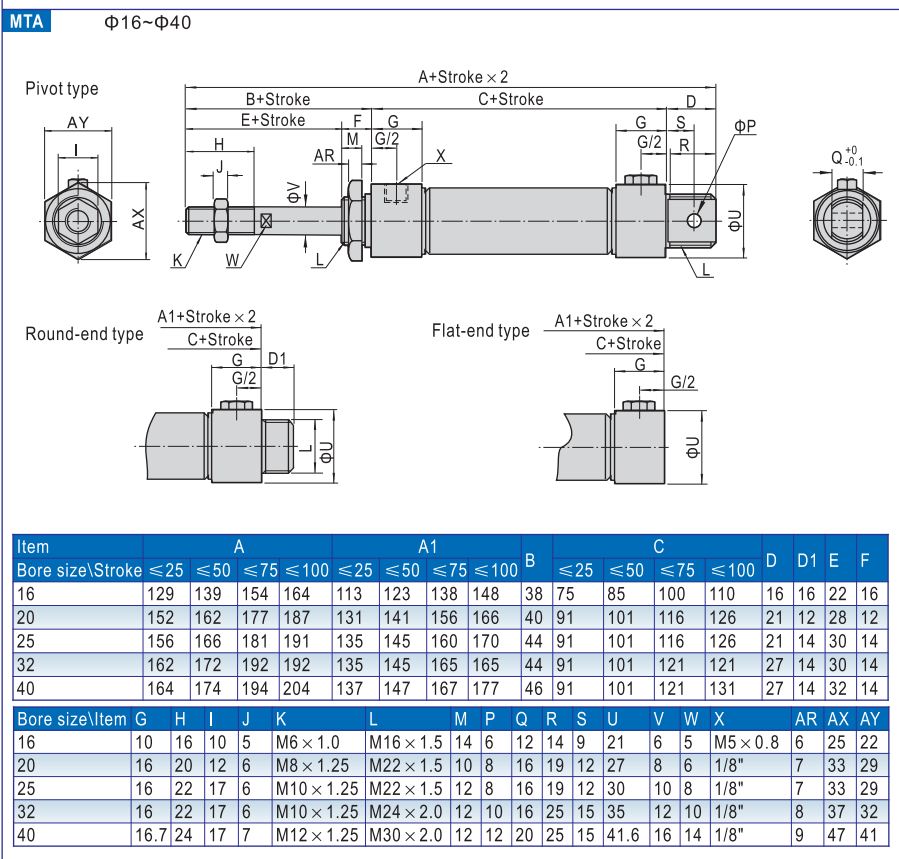 MTA Φ16~Φ40
Pivot type
A+Stroke×2
B+Stroke C+Stroke D
E+Stroke F G G S
H M G/2 G/2 R
J AR X ΦP
AY
I
AX
ΦV
ΦU
Q +0 -0.1
K W L L
Round-end type
A1+Stroke×2
C+Stroke
G D1
G/2
L
ΦU
Flat-end type
A1+Stroke×2
C+Stroke
G
G/2
ΦU
Item A A1 B C D D1 E F
Bore size\Stroke ≤25 ≤50 ≤75 ≤100 ≤25 ≤50 ≤75 ≤100 ≤25 ≤50 ≤75 ≤100
16 129 139 154 164 113 123 138 148 38 75 85 100 110 16 16 22 16
20 152 162 177 187 131 141 156 166 40 91 101 116 126 21 12 28 12
25 156 166 181 191 135 145 160 170 44 91 101 116 126 21 14 30 14
32 162 172 192 192 135 145 165 165 44 91 101 121 121 27 14 30 14
40 164 174 194 204 137 147 167 177 46 91 101 121 131 27 14 32 14
Bore size\Item G H I J K L M P Q R S U V W X AR AX AY
16 10 16 10 5 M6×1.0 M16×1.5 14 6 12 14 9 21 6 5 M5×0.8 6 25 22
20 16 20 12 6 M8×1.25 M22×1.5 10 8 16 19 12 27 8 6 1/8" 7 33 29
25 16 22 17 6 M10×1.25 M22×1.5 12 8 16 19 12 30 10 8 1/8" 7 33 29
32 16 22 17 6 M10×1.25 M24×2.0 12 10 16 25 15 35 12 10 1/8" 8 37 32
40 16.7 24 17 7 M12×1.25 M30×2.0 12 12 20 25 15 41.6 16 14 1/8" 9 47 41